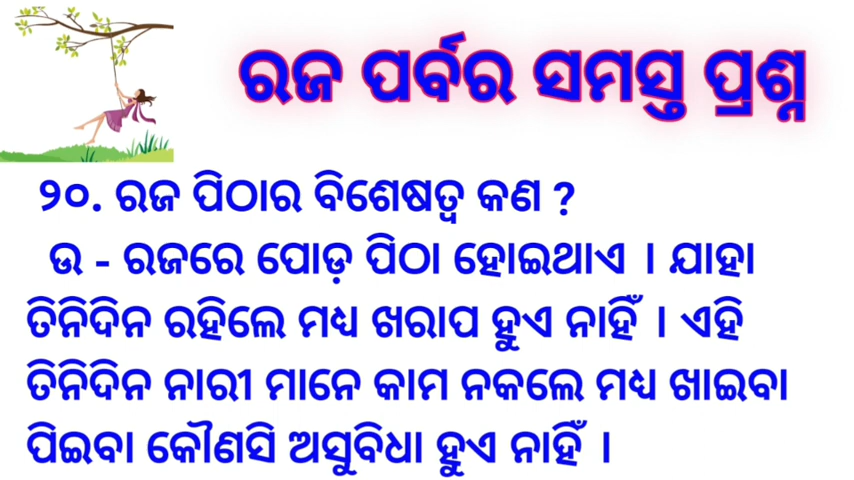 ରଜ ପର୍ବର ସମସ୍ତ ପ୍ରଶ୍ନ
୨୦. ରଜ ପିଠାର ବିଶେଷତ୍ୱ କଣ ?
ଉ - ରଜରେ ପୋଡ଼ ପିଠା ହୋଇଥାଏ । ଯାହା
ତିନିଦିନ ରହିଲେ ମଧ୍ୟ ଖରାପ ହୁଏ ନାହିଁ । ଏହି
ତିନିଦିନ ନାରୀ ମାନେ କାମ ନକଲେ ମଧ୍ୟ ଖାଇବା
ପିଇବା କୌଣସି ଅସୁବିଧା ହୁଏ ନାହିଁ ।